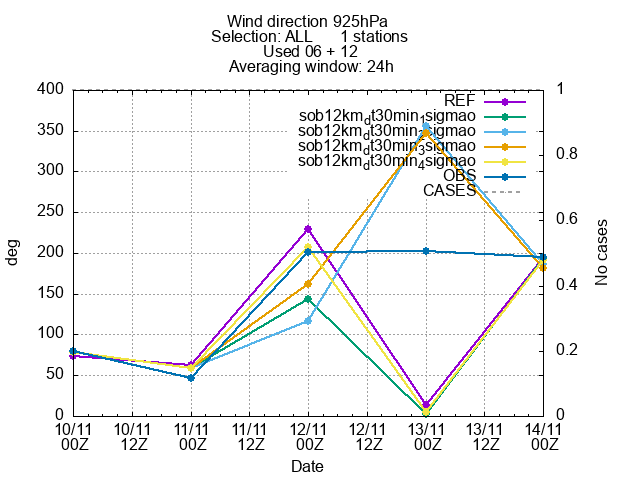 Wind direction 925hPa
Selection: ALL 1 stations
Used 06 + 12
Averaging window: 24h
deg
400
350
300
250
200
150
100
50
0
1
0.8
0.6
0.4
0.2
0
No cases
REF
sob12km_dt30min_1sigmao
sob12km_dt30min_2sigmao
sob12km_dt30min_3sigmao
sob12km_dt30min_4sigmao
OBS
CASES
10/11 10/11 11/11 11/11 12/11 12/11 13/11 13/11 14/11
00Z 12Z 00Z 12Z 00Z 12Z 00Z 12Z 00Z
Date